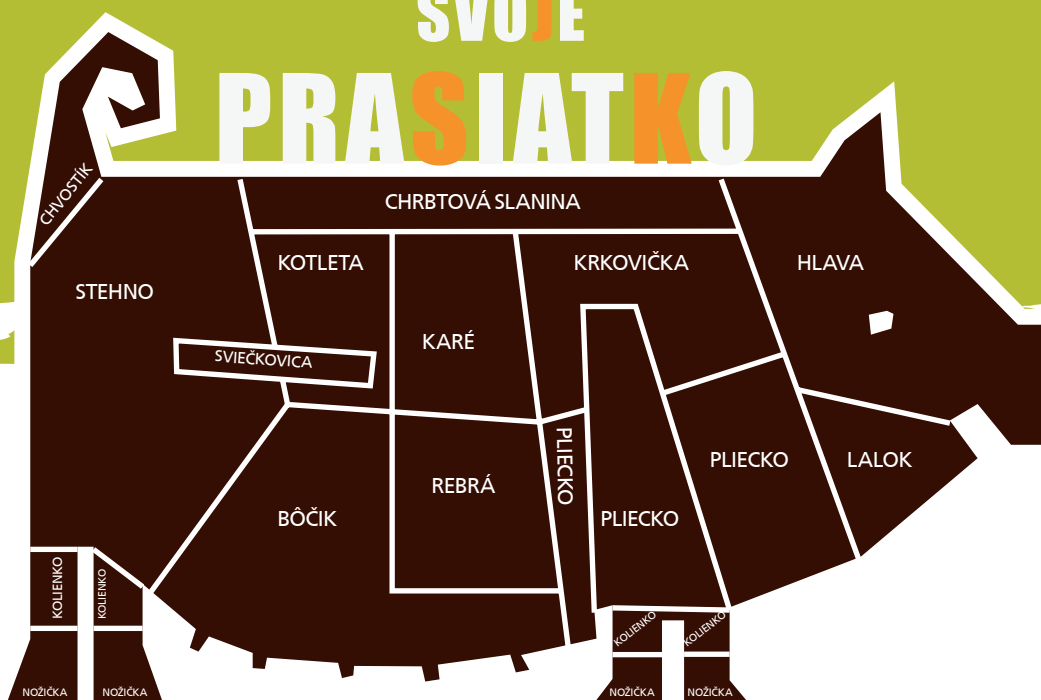 SVOJE
PRASIATKO
CHVOSTÍK
CHRBTOVÁ SLANINA
KOTLETA
KRKOVIČKA
HLAVA
STEHNO
KARÉ
SVIEČKOVICA
PLIECKO
PLIECKO
LALOK
REBRÁ
BÔČIK
PLIECKO
KOLIENKO
KOLIENKO
KOLIENKO
KOLIENKO
NOŽIČKA
NOŽIČKA
NOŽIČKA
NOŽIČKA